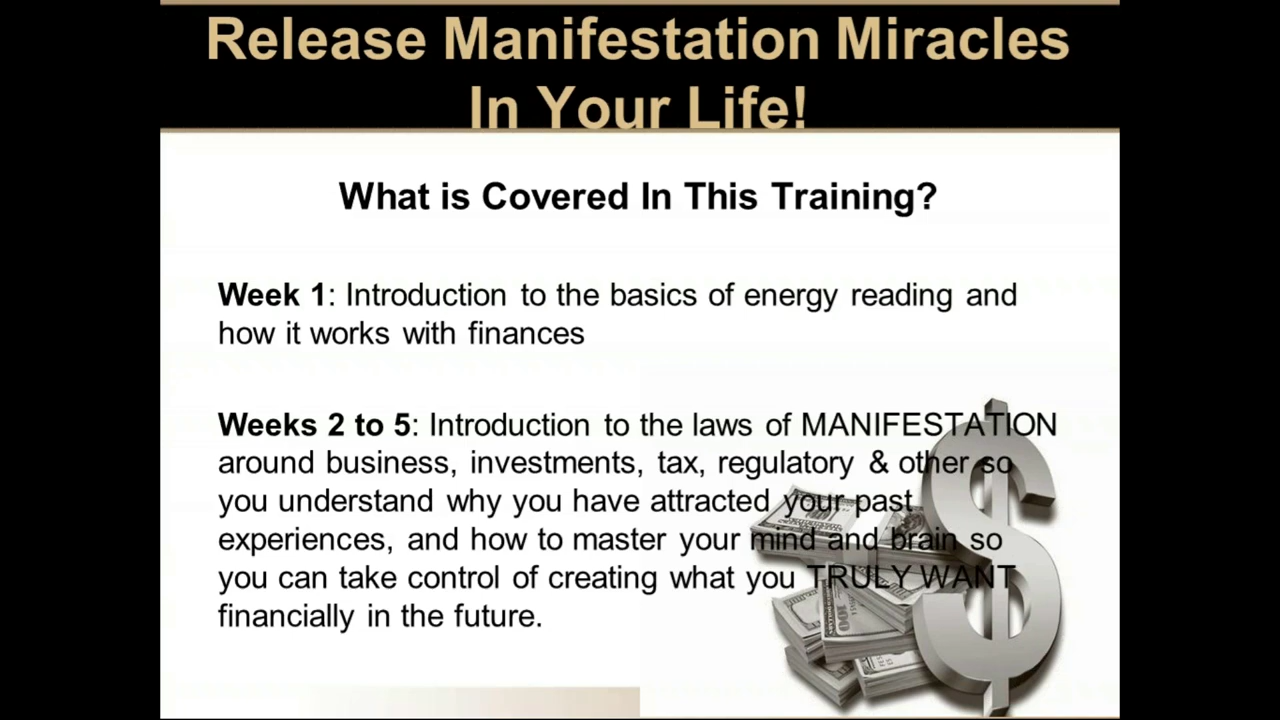 Release Manifestation Miracles
In Your Life!
What is Covered In This Training?
Week 1: Introduction to the basics of energy reading and
how it works with finances
Weeks 2 to 5: Introduction to the laws of MANIFESTATION
around business, investments, tax, regulatory & other so
you understand why you have attracted your past
experiences, and how to master your mind and brain so
you can take control of creating what you TRULY WANT
financially in the future.